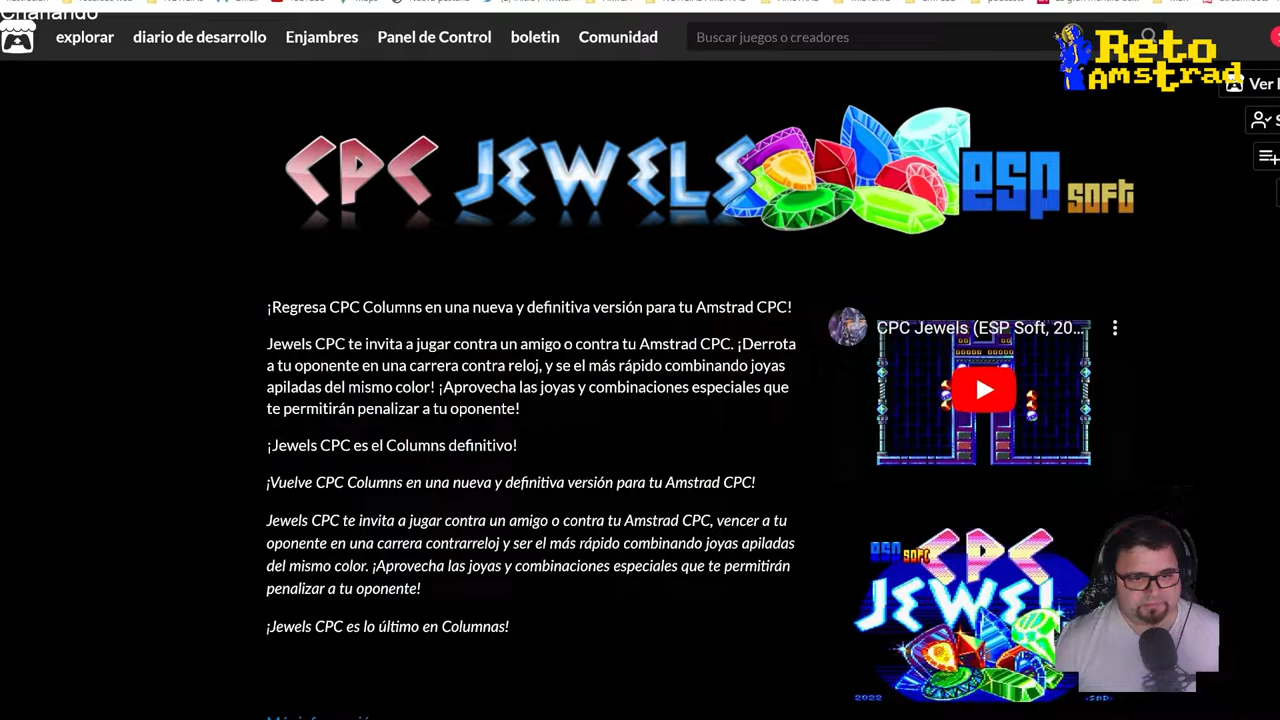 explorar diario de desarrollo Enjambres Panel de Control boletin Comunidad Buscar juegos o creadores
Reto
Amstrad
Ver
CPC JEWELS esp soft
¡Regresa CPC Columns en una nueva y definitiva versión para tu Amstrad CPC!
Jewels CPC te invita a jugar contra un amigo o contra tu Amstrad CPC. ¡Derrota
a tu oponente en una carrera contra reloj, y se el más rápido combinando joyas
apiladas del mismo color! ¡Aprovecha las joyas y combinaciones especiales que
te permitirán penalizar a tu oponente!
¡Jewels CPC es el Columns definitivo!
¡Vuelve CPC Columns en una nueva y definitiva versión para tu Amstrad CPC!
Jewels CPC te invita a jugar contra un amigo o contra tu Amstrad CPC, vencer a tu
oponente en una carrera contrarreloj y ser el más rápido combinando joyas apiladas
del mismo color. ¡Aprovecha las joyas y combinaciones especiales que te permitirán
penalizar a tu oponente!
¡Jewels CPC es lo último en Columnas!
CPC Jewels (ESP Soft, 20...
esp soft CPC
JEWEL
2022